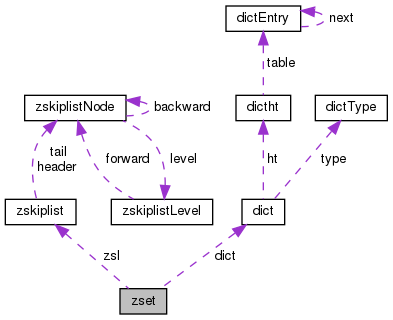 dictEntry
next
table
zskiplistNode
backward
dictht
dictType
tail
header
forward
level
ht
type
zskiplist
zskiplistLevel
dict
zsl
dict
zset